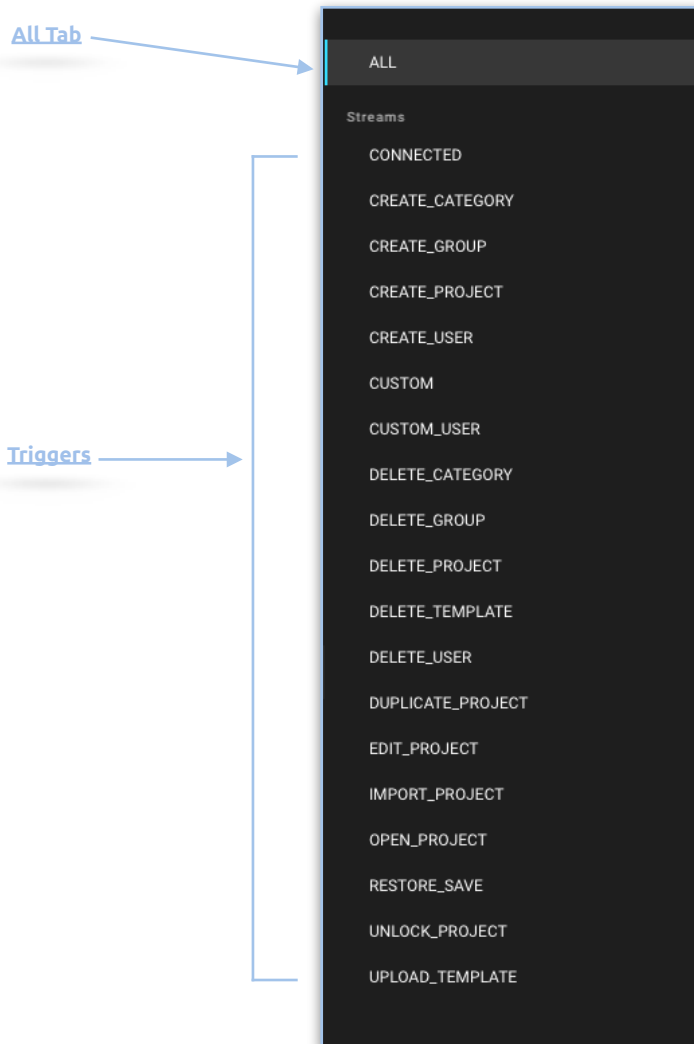 All Tab
ALL
Streams
CONNECTED
CREATE_CATEGORY
CREATE_GROUP
CREATE_PROJECT
CREATE_USER
CUSTOM
CUSTOM_USER
Triggers
DELETE_CATEGORY
DELETE_GROUP
DELETE_PROJECT
DELETE_TEMPLATE
DELETE_USER
DUPLICATE_PROJECT
EDIT_PROJECT
IMPORT_PROJECT
OPEN_PROJECT
RESTORE_SAVE
UNLOCK_PROJECT
UPLOAD_TEMPLATE